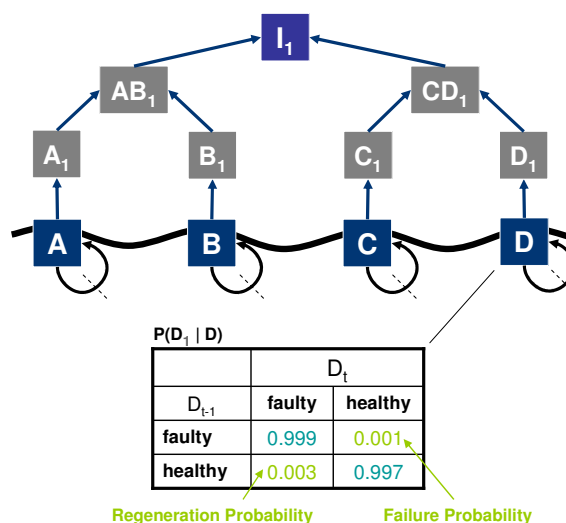 I1
AB1 CD1
A1 B1 C1 D1
A B C D
P(D1 | D)
Dt
Dt-1 faulty healthy
faulty 0.999 0.001
healthy 0.003 0.997
Regeneration Probability Failure Probability